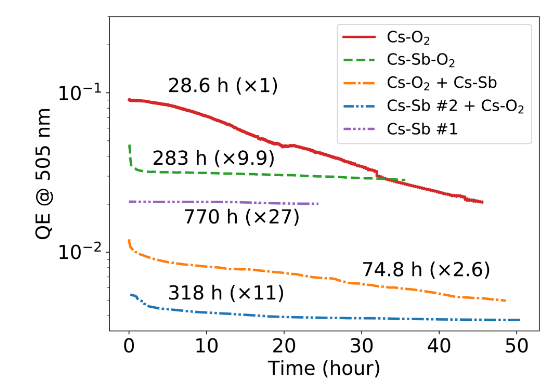 Cs-O₂
Cs-Sb-O₂
Cs-O₂ + Cs-Sb
Cs-Sb #2 + Cs-O₂
Cs-Sb #1
28.6 h (×1)
283 h (×9.9)
770 h (×27)
74.8 h (×2.6)
318 h (×11)
QE @ 505 nm
10⁻¹
10⁻²
0 10 20 30 40 50
Time (hour)